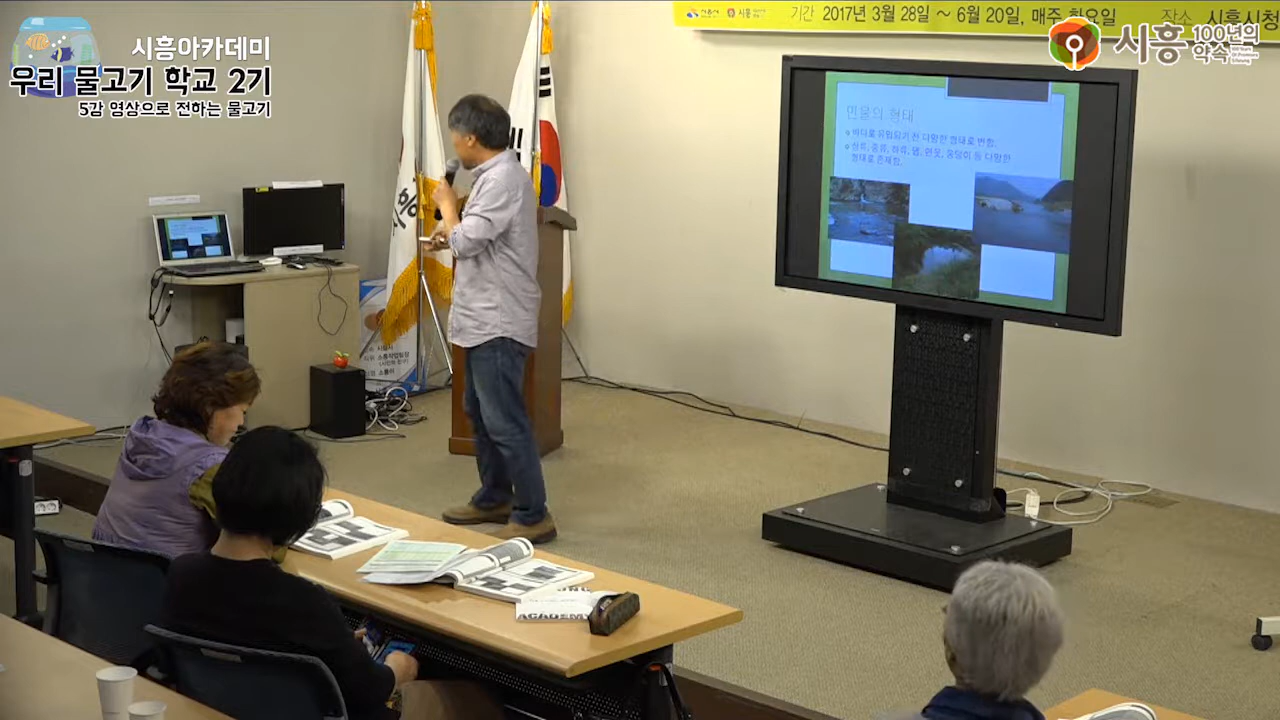 시흥아카데미
우리 물고기 학교 2기
5강 영상으로 전하는 물고기
기간 2017년 3월 28일 ~ 6월 20일, 매주 화요일 장소 시흥시청
시흥 100년의 약속
민물의 형태
바다로 유입되기 전 다양한 형태로 변함.
상류, 중류, 하류, 댐, 연못, 웅덩이 등 다양한
형태로 존재함.
ACADEMY